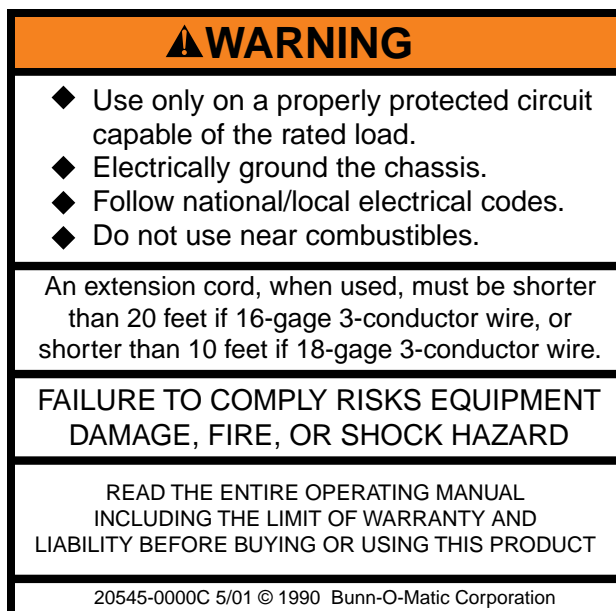 ⚠WARNING
◆ Use only on a properly protected circuit
capable of the rated load.
◆ Electrically ground the chassis.
◆ Follow national/local electrical codes.
◆ Do not use near combustibles.
An extension cord, when used, must be shorter
than 20 feet if 16-gage 3-conductor wire, or
shorter than 10 feet if 18-gage 3-conductor wire.
FAILURE TO COMPLY RISKS EQUIPMENT
DAMAGE, FIRE, OR SHOCK HAZARD
READ THE ENTIRE OPERATING MANUAL
INCLUDING THE LIMIT OF WARRANTY AND
LIABILITY BEFORE BUYING OR USING THIS PRODUCT
20545-0000C 5/01 © 1990 Bunn-O-Matic Corporation